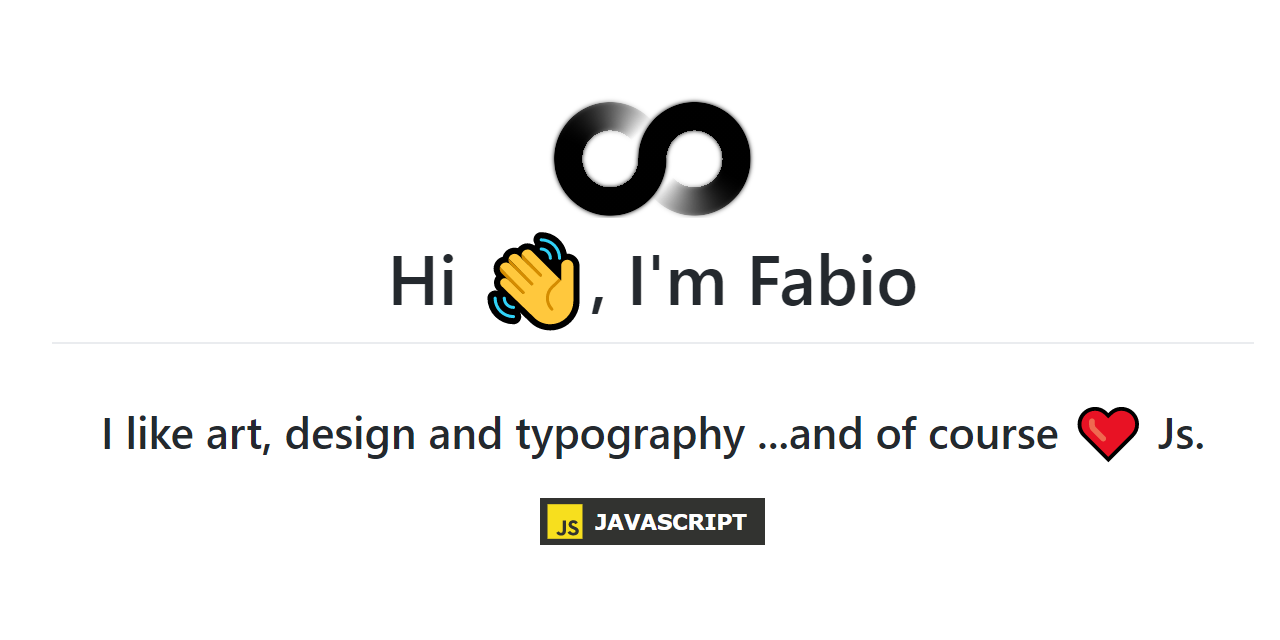 Hi 👋, I'm Fabio
I like art, design and typography ...and of course ❤️ Js.
JS JAVASCRIPT